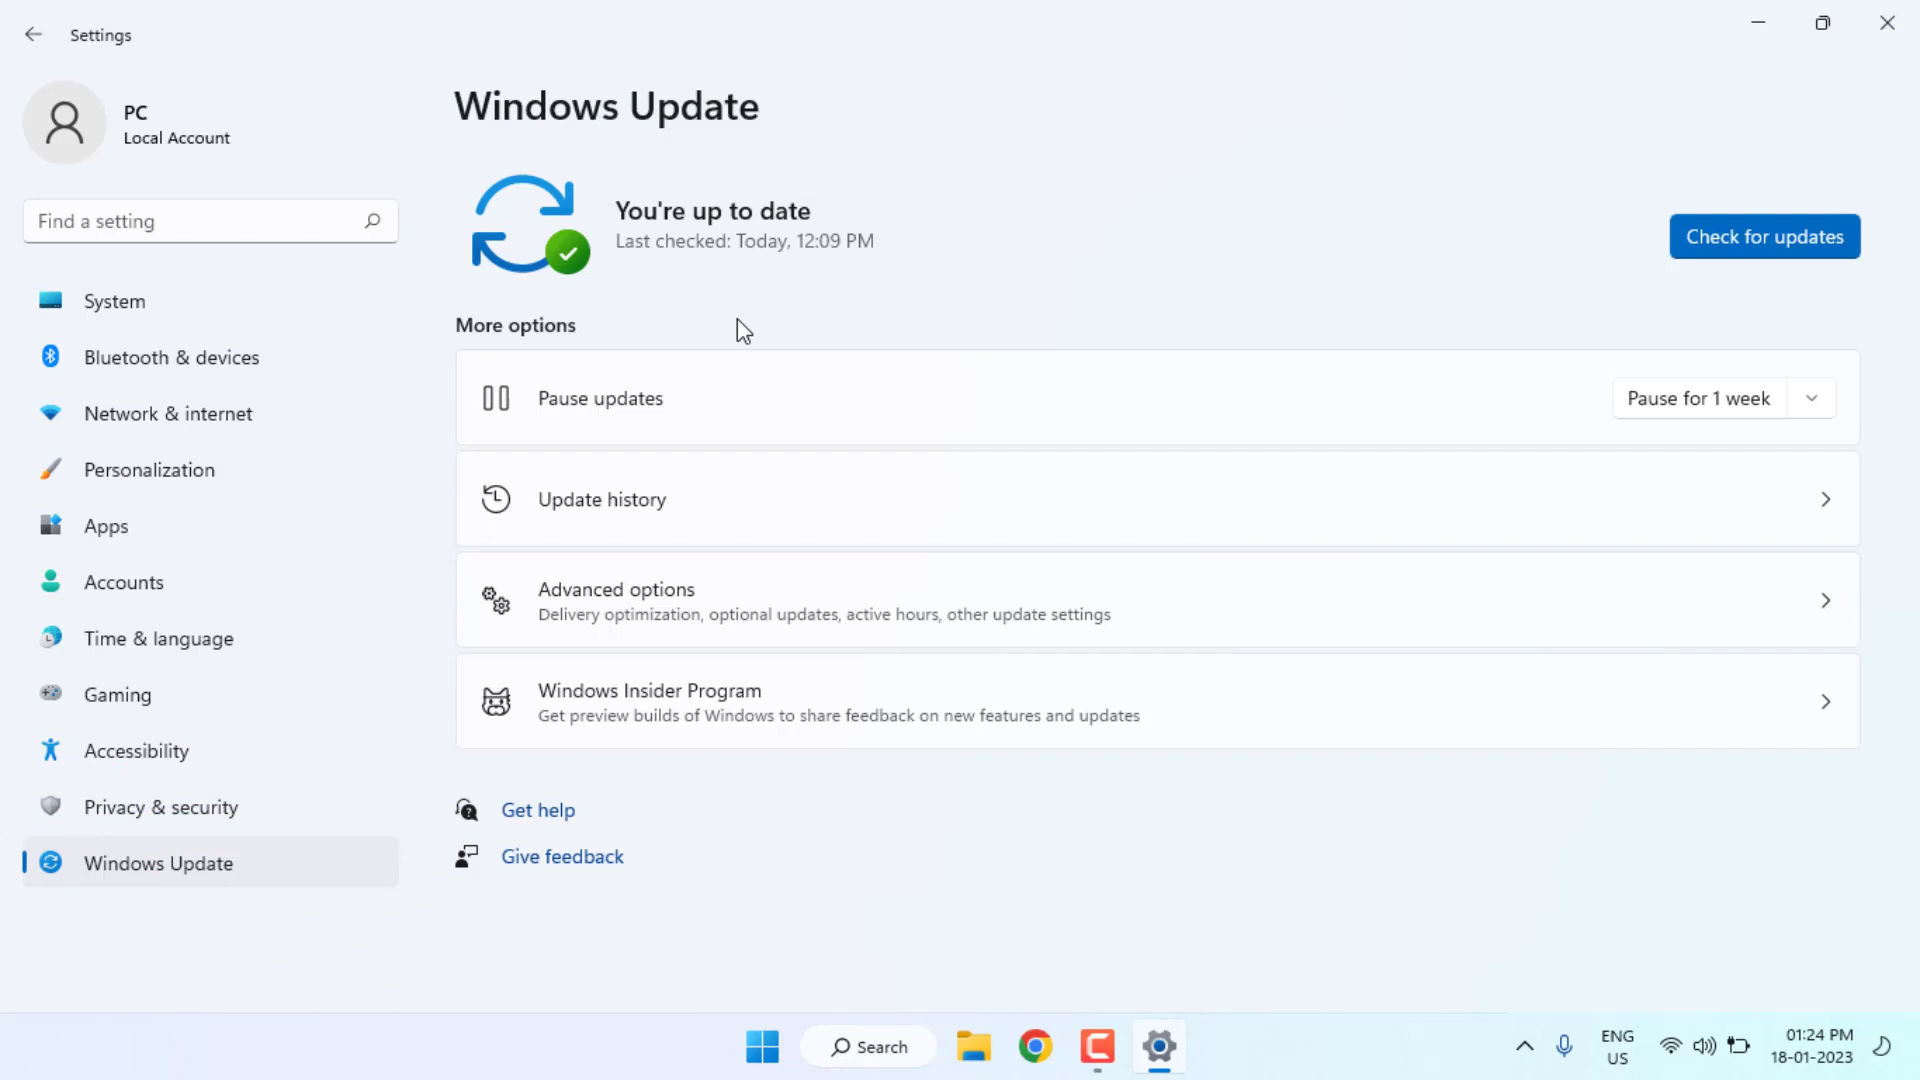 Settings
PC
Local Account
Find a setting
System
Bluetooth & devices
Network & internet
Personalization
Apps
Accounts
Time & language
Gaming
Accessibility
Privacy & security
Windows Update
Windows Update
You're up to date
Last checked: Today, 12:09 PM
Check for updates
More options
Pause updates
Pause for 1 week
Update history
Advanced options
Delivery optimization, optional updates, active hours, other update settings
Windows Insider Program
Get preview builds of Windows to share feedback on new features and updates
Get help
Give feedback
Search
ENG
US
01:24 PM
18-01-2023